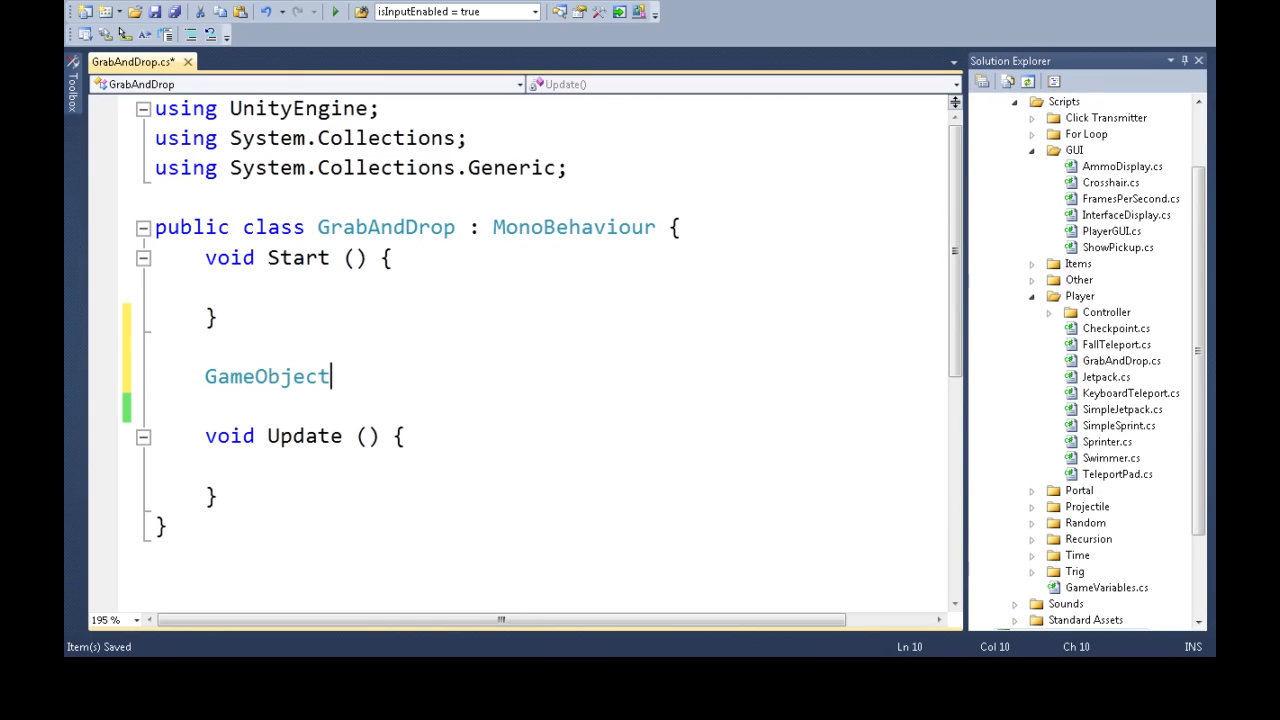 isInputEnabled = true
GrabAndDrop.cs*
GrabAndDrop
Update()
Toolbox
using UnityEngine;
using System.Collections;
using System.Collections.Generic;
public class GrabAndDrop : MonoBehaviour {
void Start () {
}
GameObject
void Update () {
}
}
195 %
Solution Explorer
Scripts
Click Transmitter
For Loop
GUI
AmmoDisplay.cs
Crosshair.cs
FramesPerSecond.cs
InterfaceDisplay.cs
PlayerGUI.cs
ShowPickup.cs
Items
Other
Player
Controller
Checkpoint.cs
FallTeleport.cs
GrabAndDrop.cs
Jetpack.cs
KeyboardTeleport.cs
SimpleJetpack.cs
SimpleSprint.cs
Sprinter.cs
Swimmer.cs
TeleportPad.cs
Portal
Projectile
Random
Recursion
Time
Trig
GameVariables.cs
Sounds
Standard Assets
Item(s) Saved
Ln 10
Col 10
Ch 10
INS